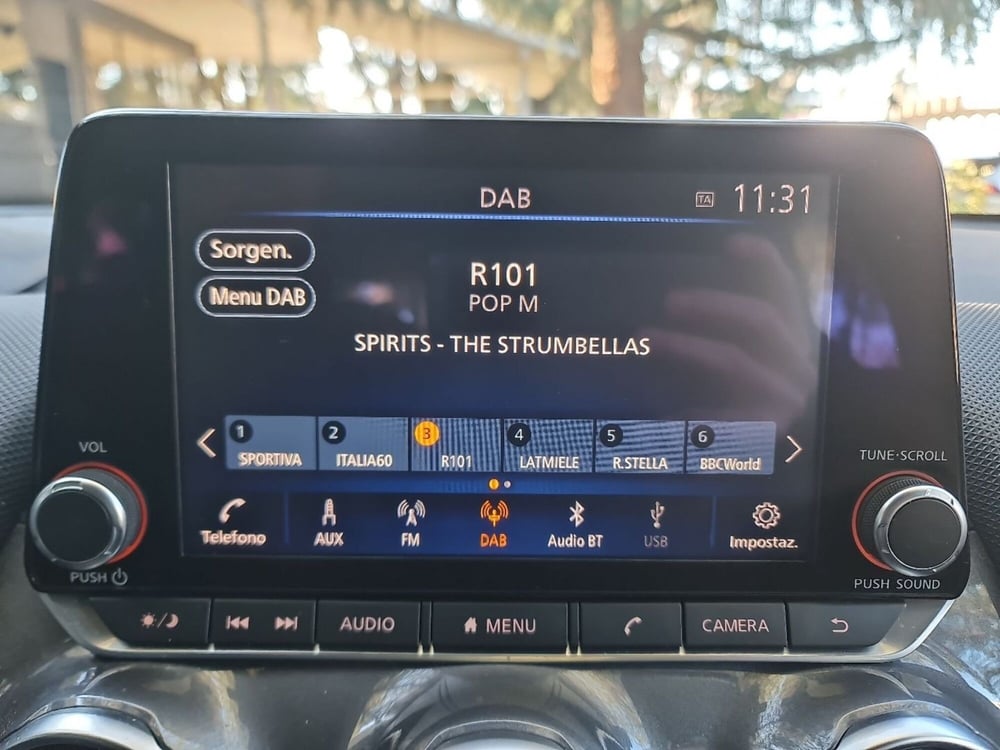 DAB
TA 11:31
Sorgen.
Menu DAB
R101
POP M
SPIRITS - THE STRUMBELLAS
1 SPORTIVA
2 ITALIA60
3 R101
4 LATMIELE
5 R.STELLA
6 BBCWorld
Telefono
AUX
FM
DAB
Audio BT
USB
Impostaz.
VOL
PUSH
TUNE·SCROLL
PUSH SOUND
AUDIO
MENU
CAMERA